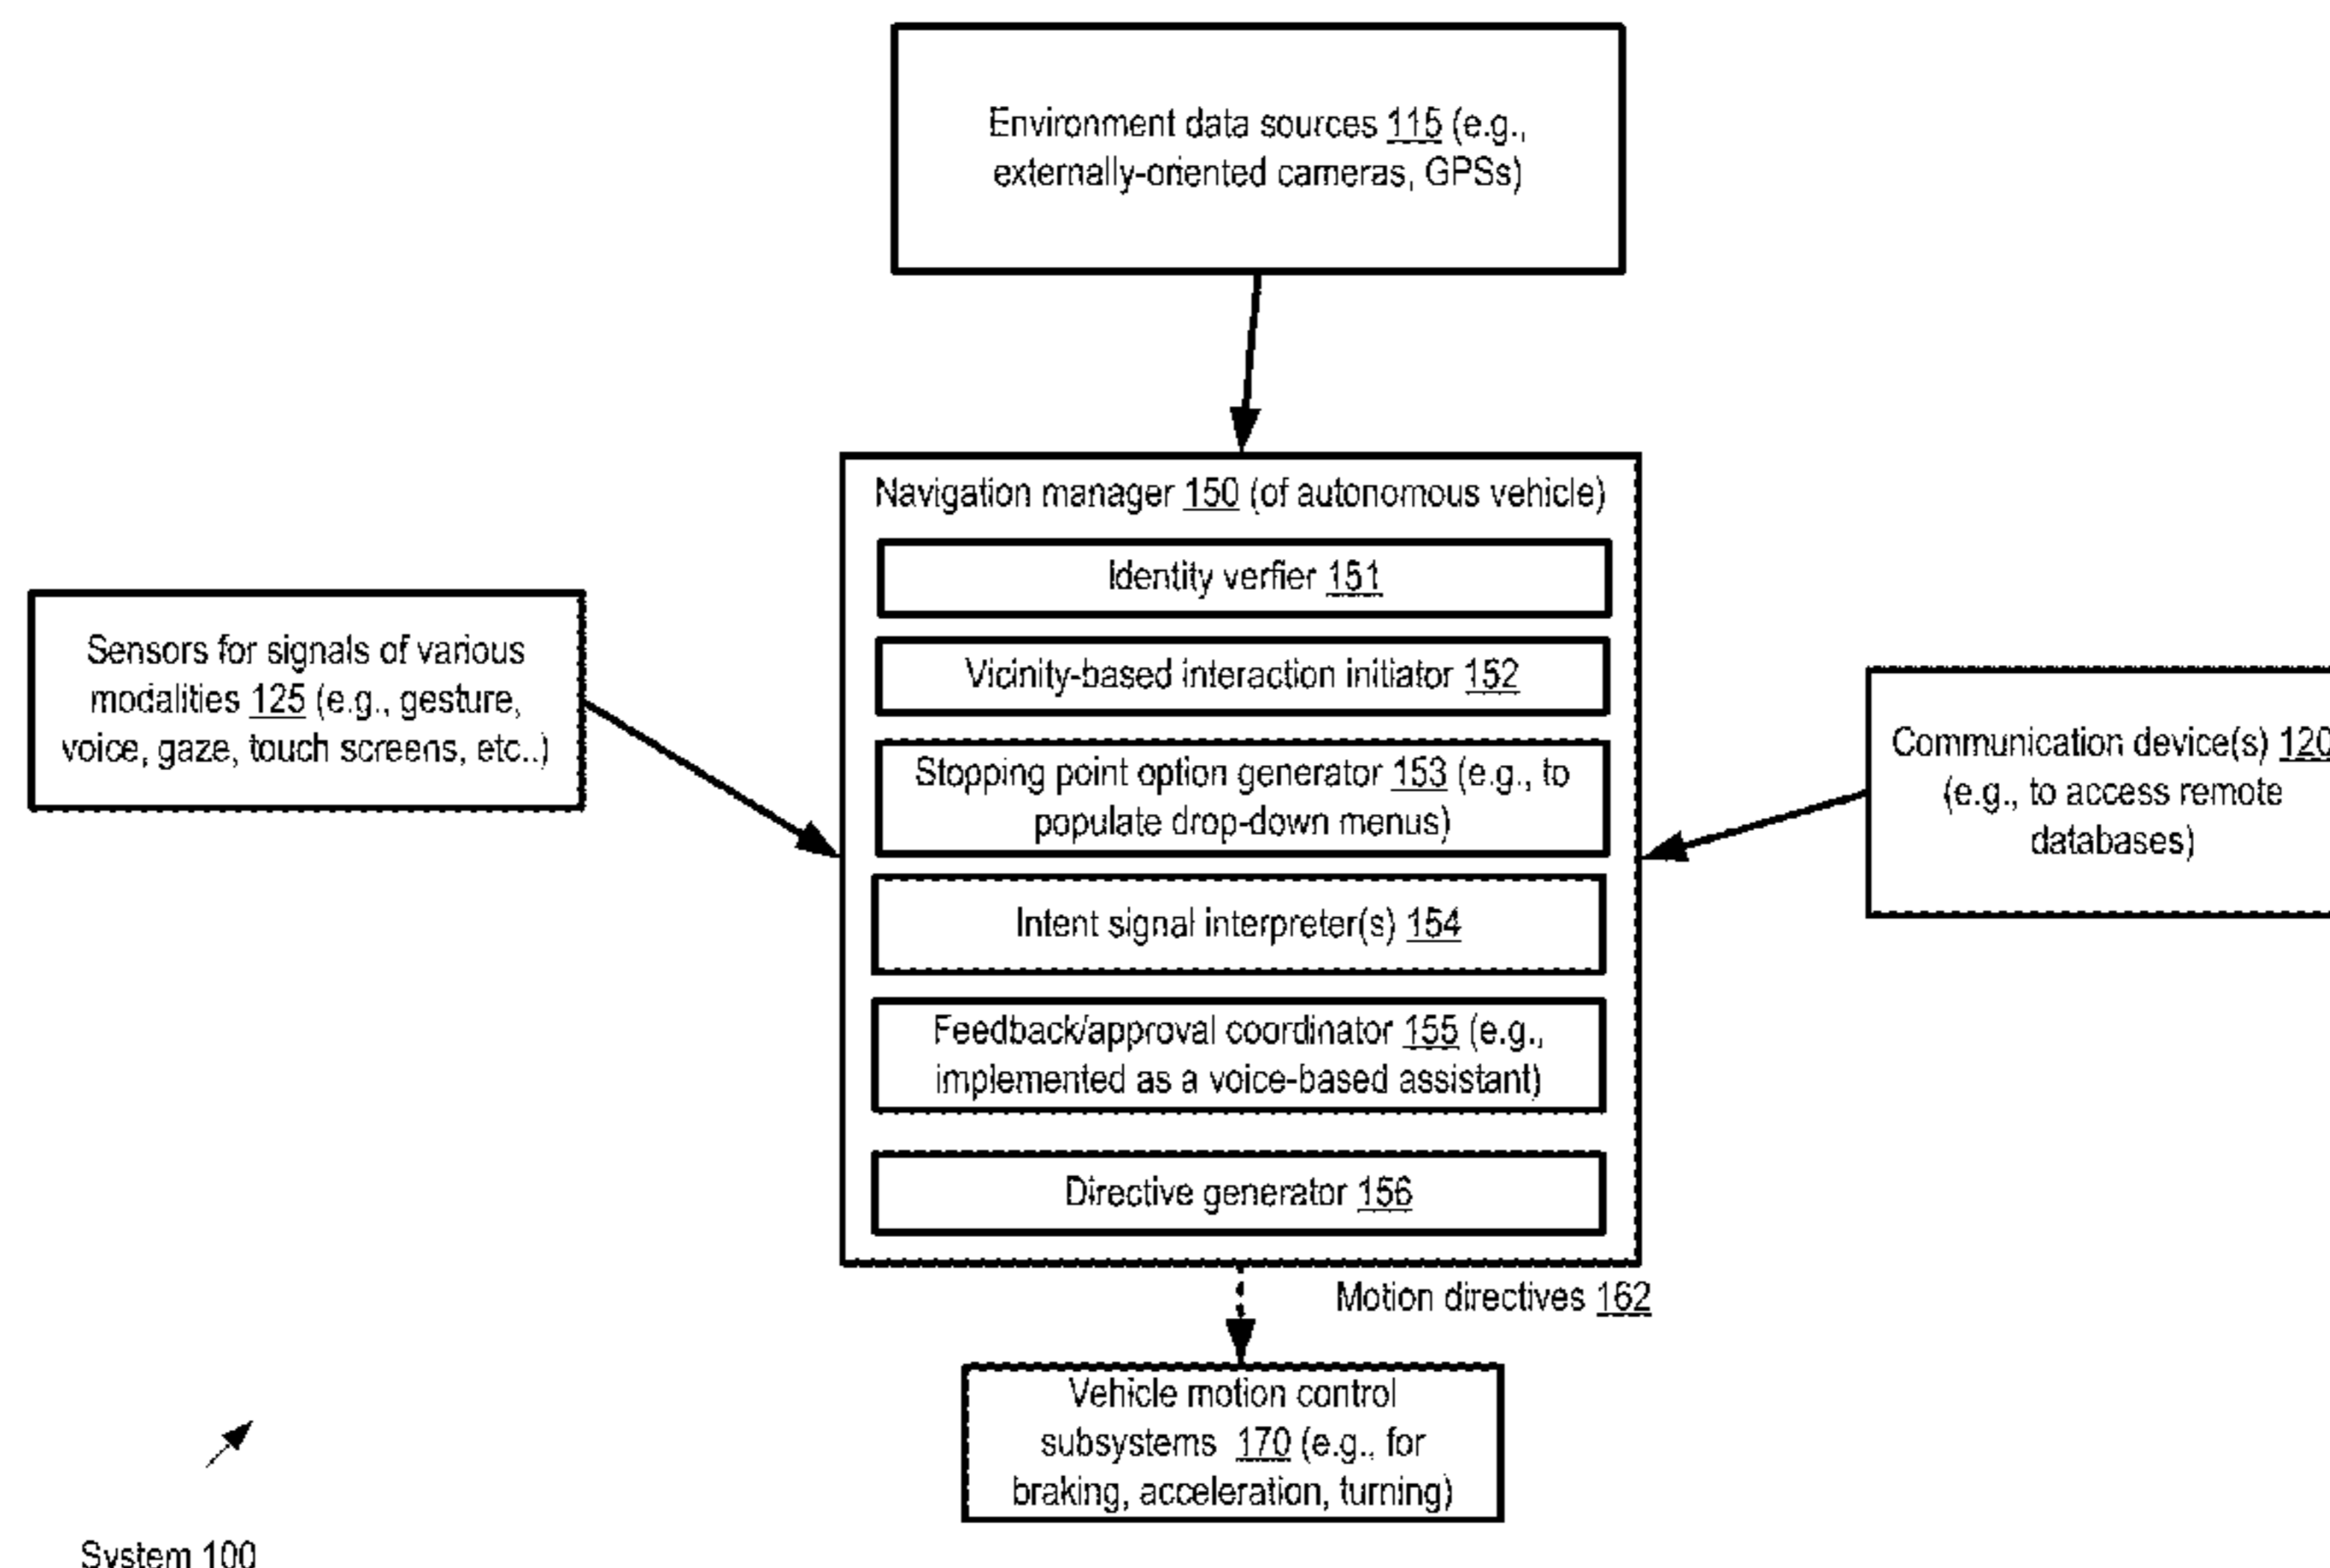 Environment data sources 115 (e.g.,
externally-oriented cameras, GPSs)
Navigation manager 150 (of autonomous vehicle)
Identity verfier 151
Vicinity-based interaction initiator 152
Stopping point option generator 153 (e.g., to
populate drop-down menus)
Intent signal interpreter(s) 154
Feedback/approval coordinator 155 (e.g.,
implemented as a voice-based assistant)
Directive generator 156
Sensors for signals of various
modalities 125 (e.g., gesture,
voice, gaze, touch screens, etc..)
Communication device(s) 120
(e.g., to access remote
databases)
Motion directives 162
Vehicle motion control
subsystems 170 (e.g., for
braking, acceleration, turning)
System 100